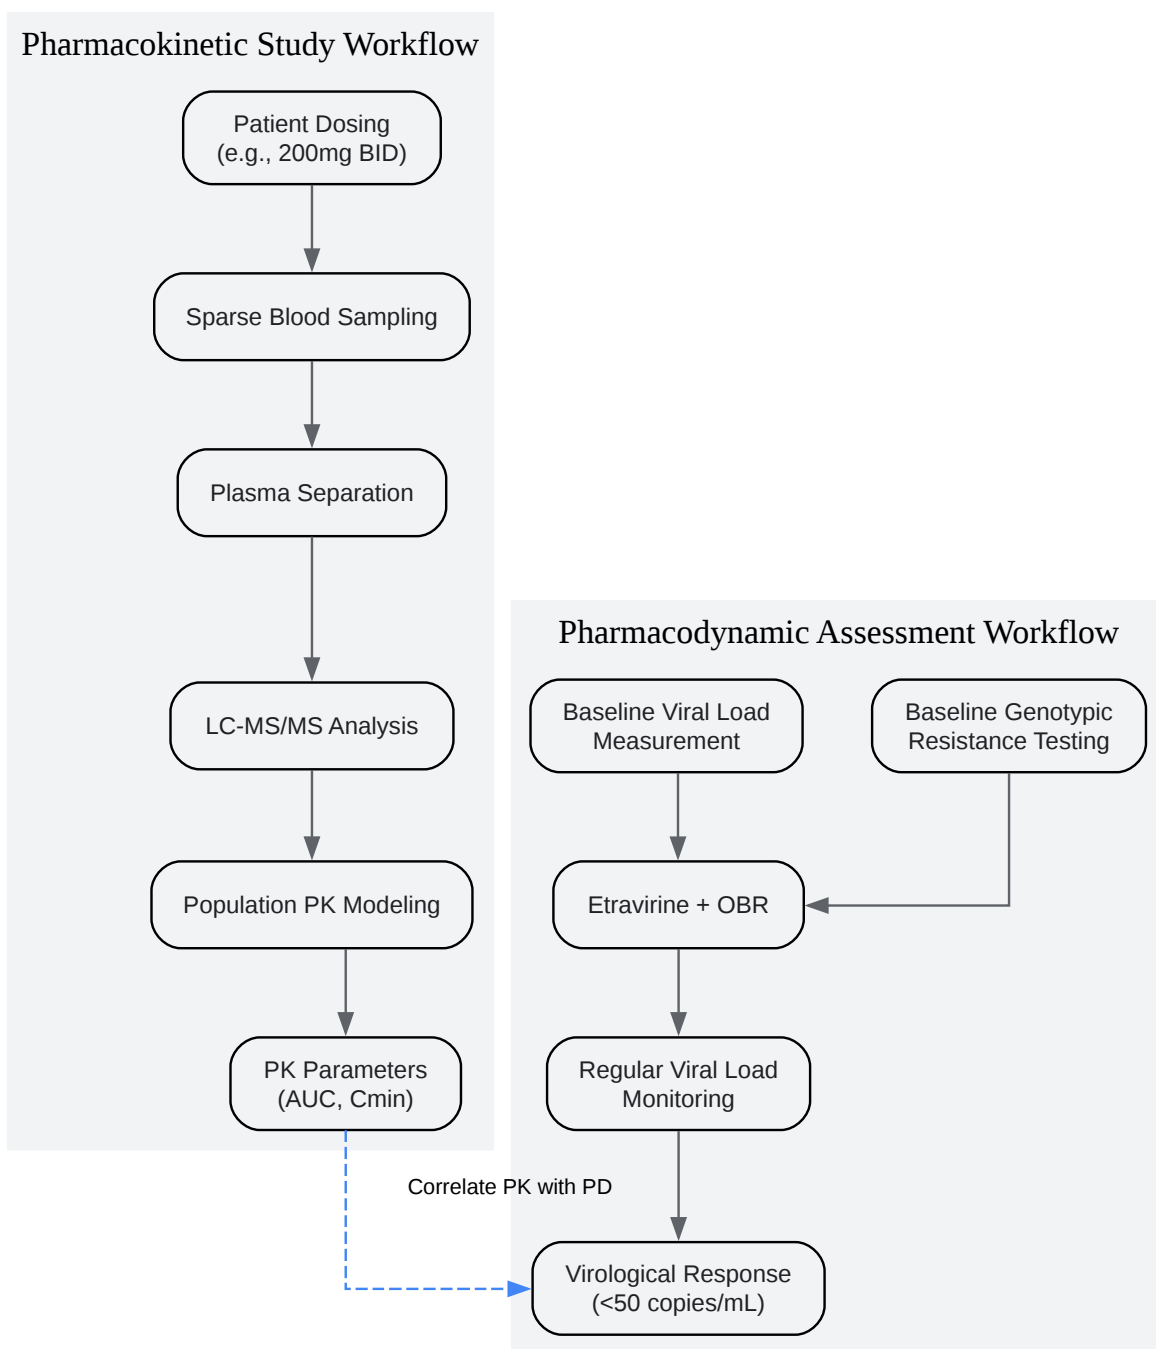 Pharmacokinetic Study Workflow
Patient Dosing
(e.g., 200mg BID)
Sparse Blood Sampling
Plasma Separation
LC-MS/MS Analysis
Population PK Modeling
PK Parameters
(AUC, Cmin)
Correlate PK with PD
Pharmacodynamic Assessment Workflow
Baseline Viral Load
Measurement
Baseline Genotypic
Resistance Testing
Etravirine + OBR
Regular Viral Load
Monitoring
Virological Response
(<50 copies/mL)